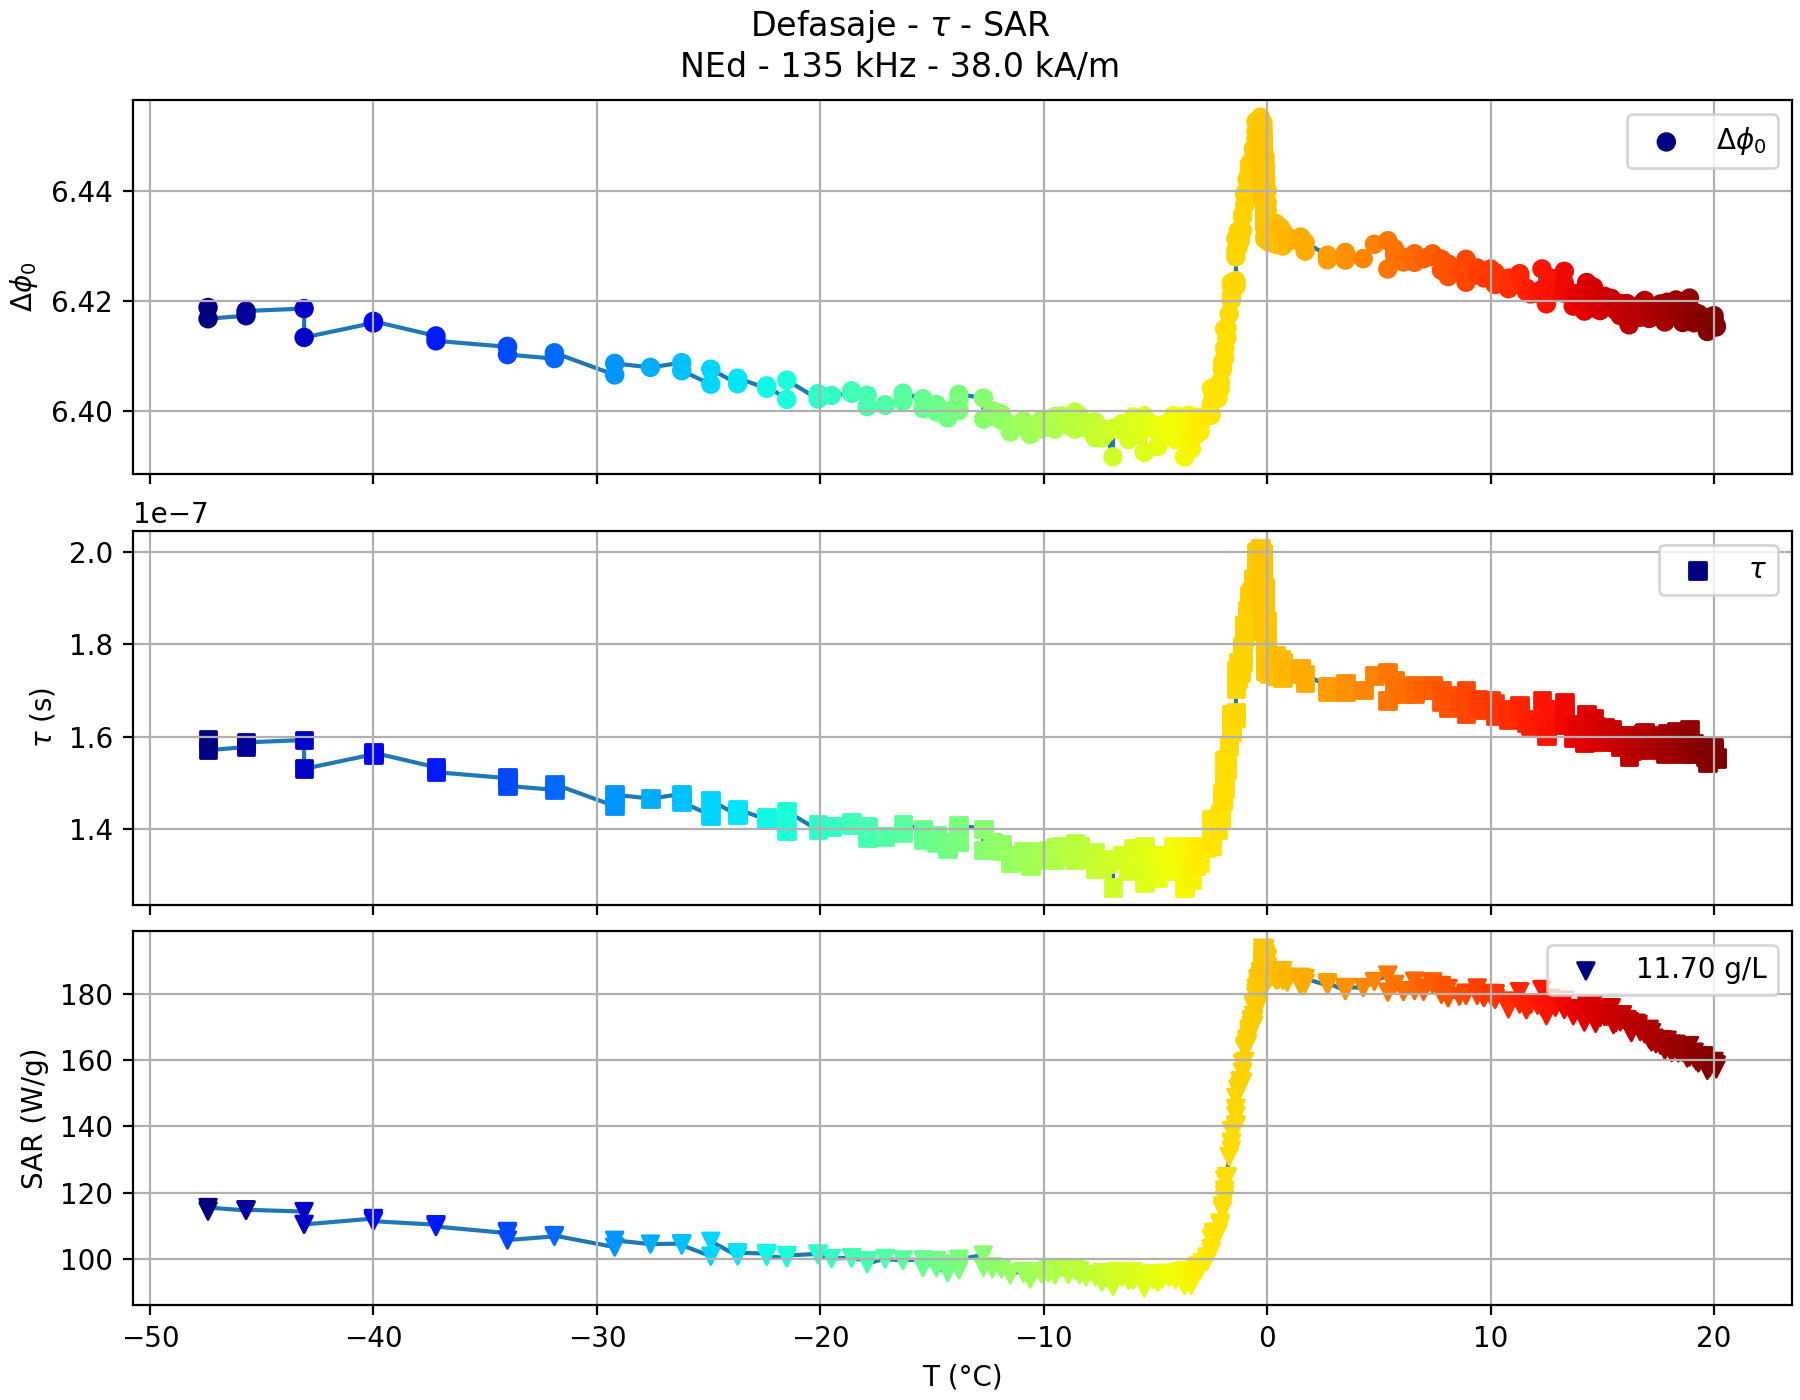 Defasaje - τ - SAR
NEd - 135 kHz - 38.0 kA/m
Δϕ₀
6.44
6.42
6.40
Δϕ₀
1e−7
τ
2.0
1.8
1.6
1.4
τ (s)
11.70 g/L
180
160
140
120
100
SAR (W/g)
−50 −40 −30 −20 −10 0 10 20
T (°C)